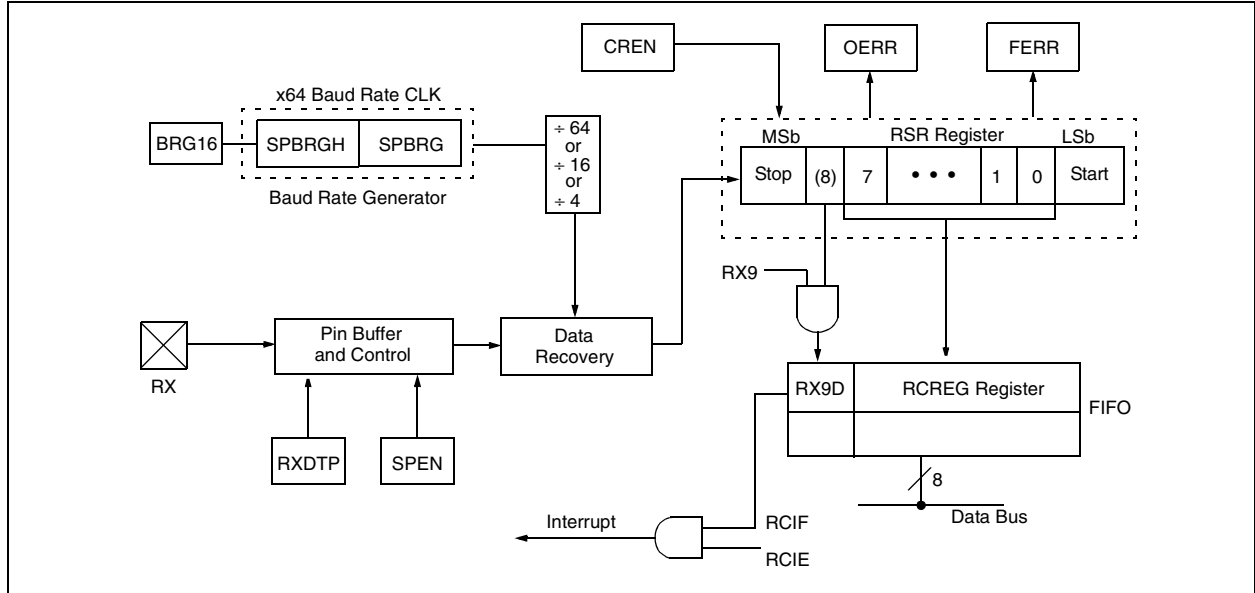 CREN
OERR
FERR
x64 Baud Rate CLK
BRG16
SPBRGH
SPBRG
Baud Rate Generator
÷ 64
or
÷ 16
or
÷ 4
MSb
RSR Register
LSb
Stop
(8)
7
• • •
1
0
Start
RX9
RX
Pin Buffer
and Control
Data
Recovery
RXDTP
SPEN
RX9D
RCREG Register
FIFO
8
Data Bus
Interrupt
RCIF
RCIE